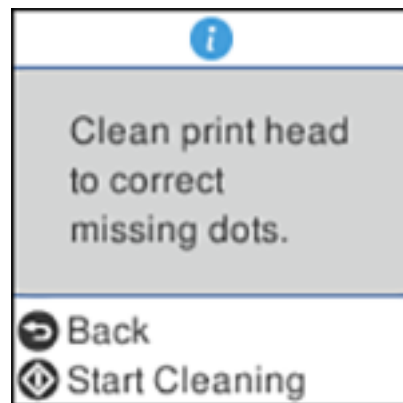 Clean print head
to correct
missing dots.
Back
Start Cleaning